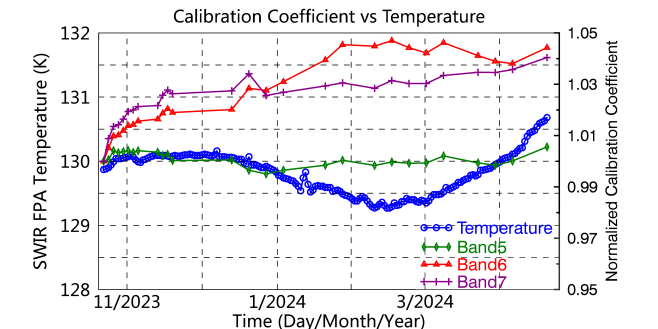 Calibration Coefficient vs Temperature
132
131
130
129
128
SWIR FPA Temperature (K)
1.05
1.03
1.01
0.99
0.97
0.95
Normalized Calibration Coefficient
Temperature
Band5
Band6
Band7
11/2023
1/2024
3/2024
Time (Day/Month/Year)